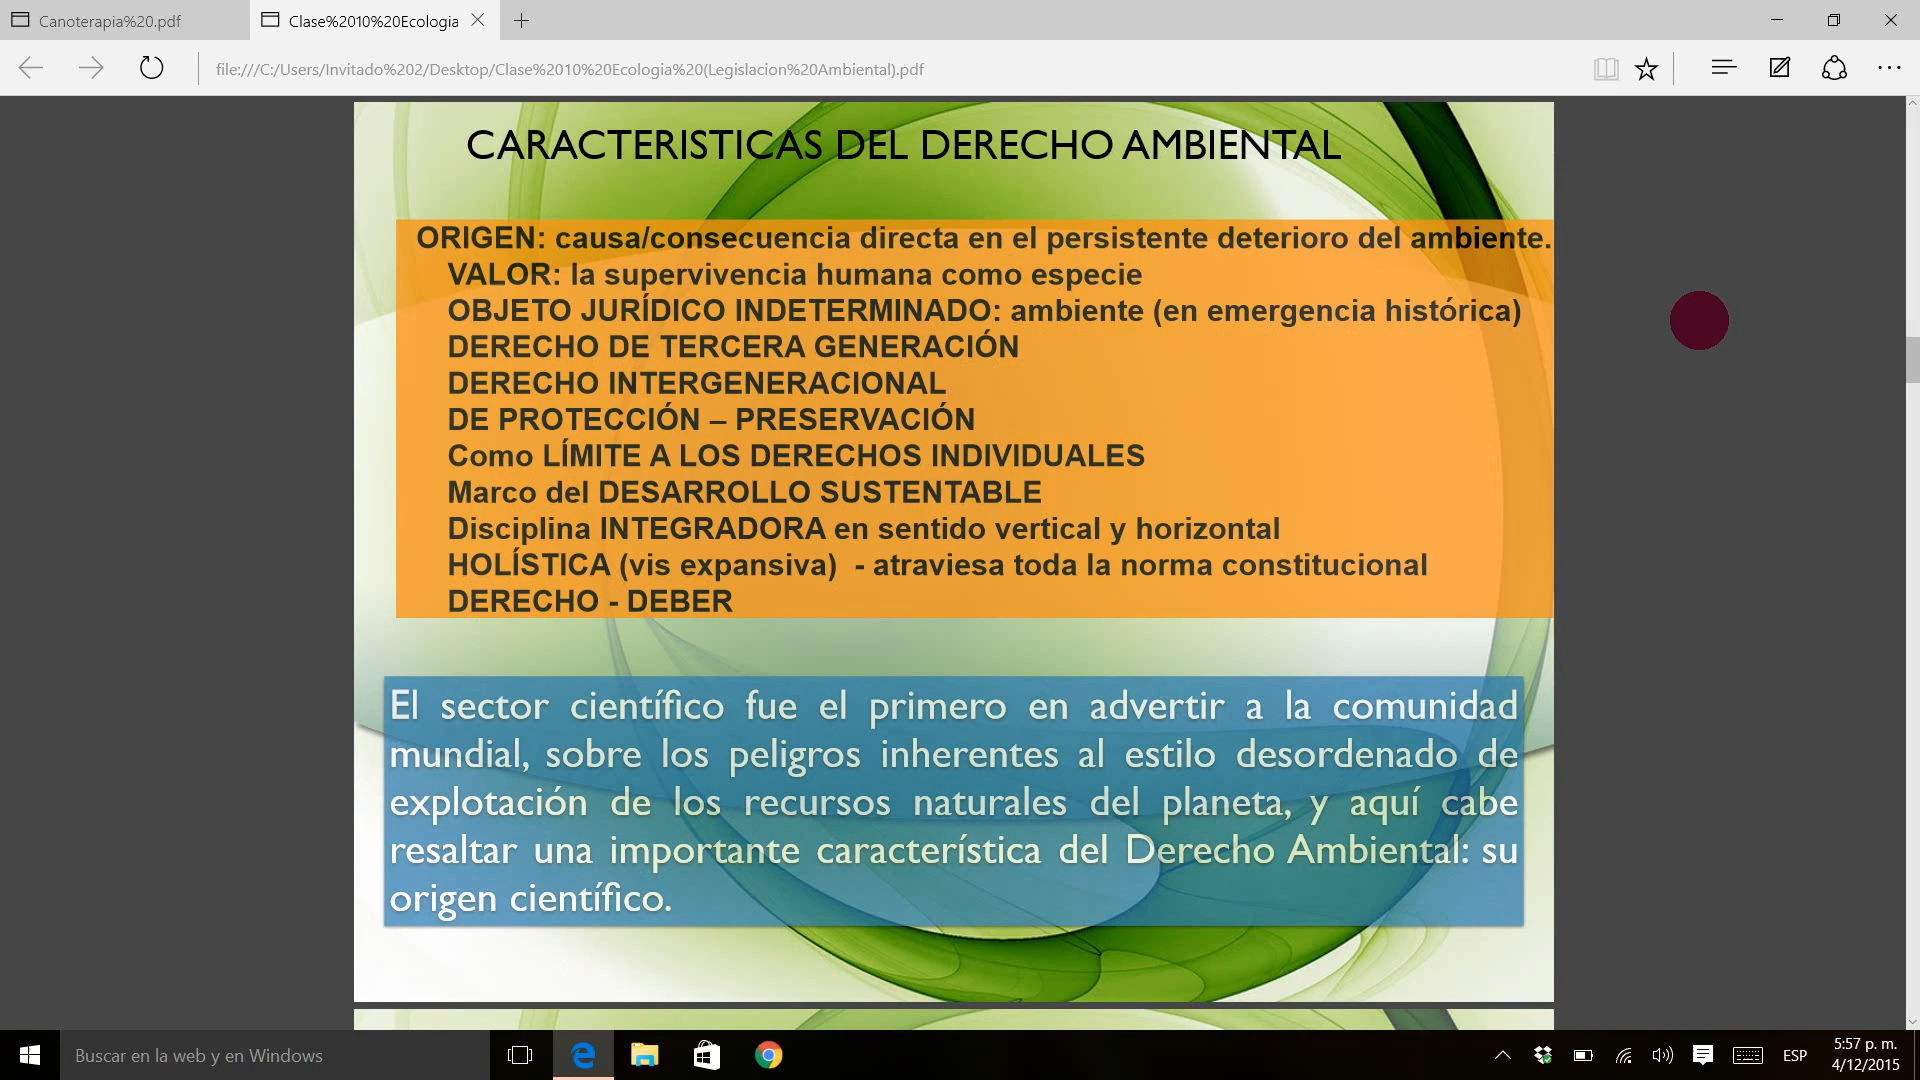 Canoterapia%20.pdf
Clase%2010%20Ecologia
file:///C:/Users/Invitado%202/Desktop/Clase%2010%20Ecologia%20(Legislacion%20Ambiental).pdf
CARACTERISTICAS DEL DERECHO AMBIENTAL
ORIGEN: causa/consecuencia directa en el persistente deterioro del ambiente.
VALOR: la supervivencia humana como especie
OBJETO JURÍDICO INDETERMINADO: ambiente (en emergencia histórica)
DERECHO DE TERCERA GENERACIÓN
DERECHO INTERGENERACIONAL
DE PROTECCIÓN – PRESERVACIÓN
Como LÍMITE A LOS DERECHOS INDIVIDUALES
Marco del DESARROLLO SUSTENTABLE
Disciplina INTEGRADORA en sentido vertical y horizontal
HOLÍSTICA (vis expansiva) - atraviesa toda la norma constitucional
DERECHO - DEBER
El sector científico fue el primero en advertir a la comunidad
mundial, sobre los peligros inherentes al estilo desordenado de
explotación de los recursos naturales del planeta, y aquí cabe
resaltar una importante característica del Derecho Ambiental: su
origen científico.
Buscar en la web y en Windows
ESP
5:57 p. m.
4/12/2015